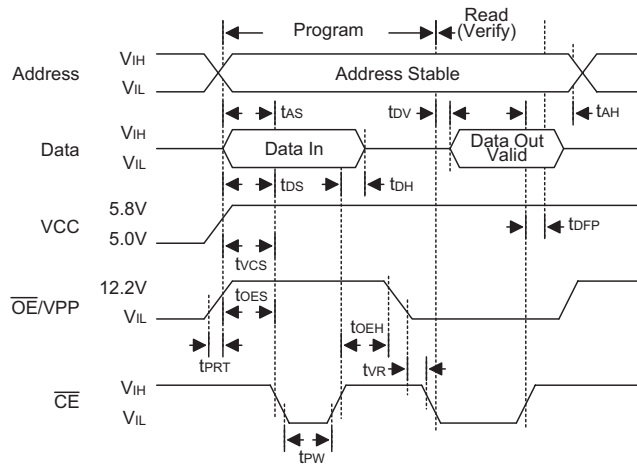 Program
Read
(Verify)
Address
VIH
VIL
Address Stable
tAS
tDV
tAH
Data
VIH
VIL
Data In
Data Out
Valid
tDS
tDH
VCC
5.8V
5.0V
tDFP
tVCS
OE/VPP
12.2V
VIL
tOES
tOEH
tPRT
tVR
CE
VIH
VIL
tPW